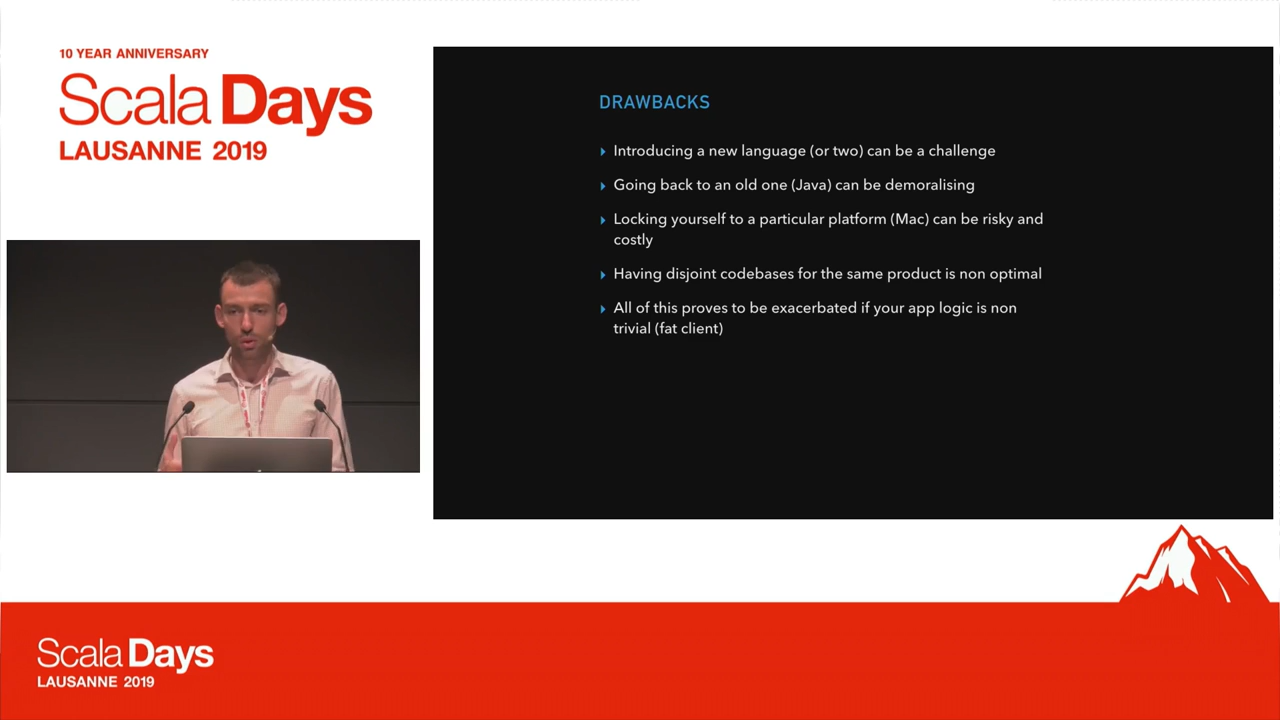 10 YEAR ANNIVERSARY
Scala Days
LAUSANNE 2019
DRAWBACKS
Introducing a new language (or two) can be a challenge
Going back to an old one (Java) can be demoralising
Locking yourself to a particular platform (Mac) can be risky and
costly
Having disjoint codebases for the same product is non optimal
All of this proves to be exacerbated if your app logic is non
trivial (fat client)
Scala Days
LAUSANNE 2019